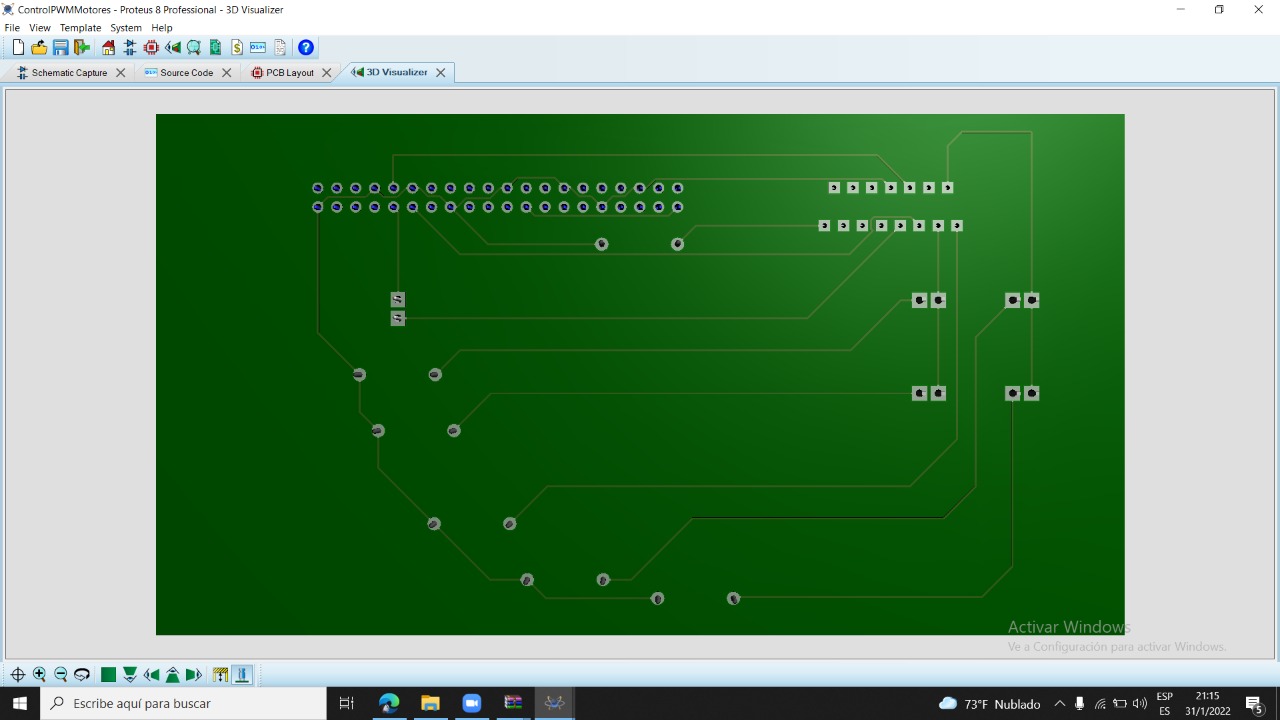 ControlPWMMotores - Proteus 8 Professional - 3D Visualizer
File View Template System Help
Schematic Capture Source Code PCB Layout 3D Visualizer
Activar Windows
Ve a Configuración para activar Windows.
Escribe aquí para buscar
73°F Nublado
ESP
ES
21:15
31/1/2022
5